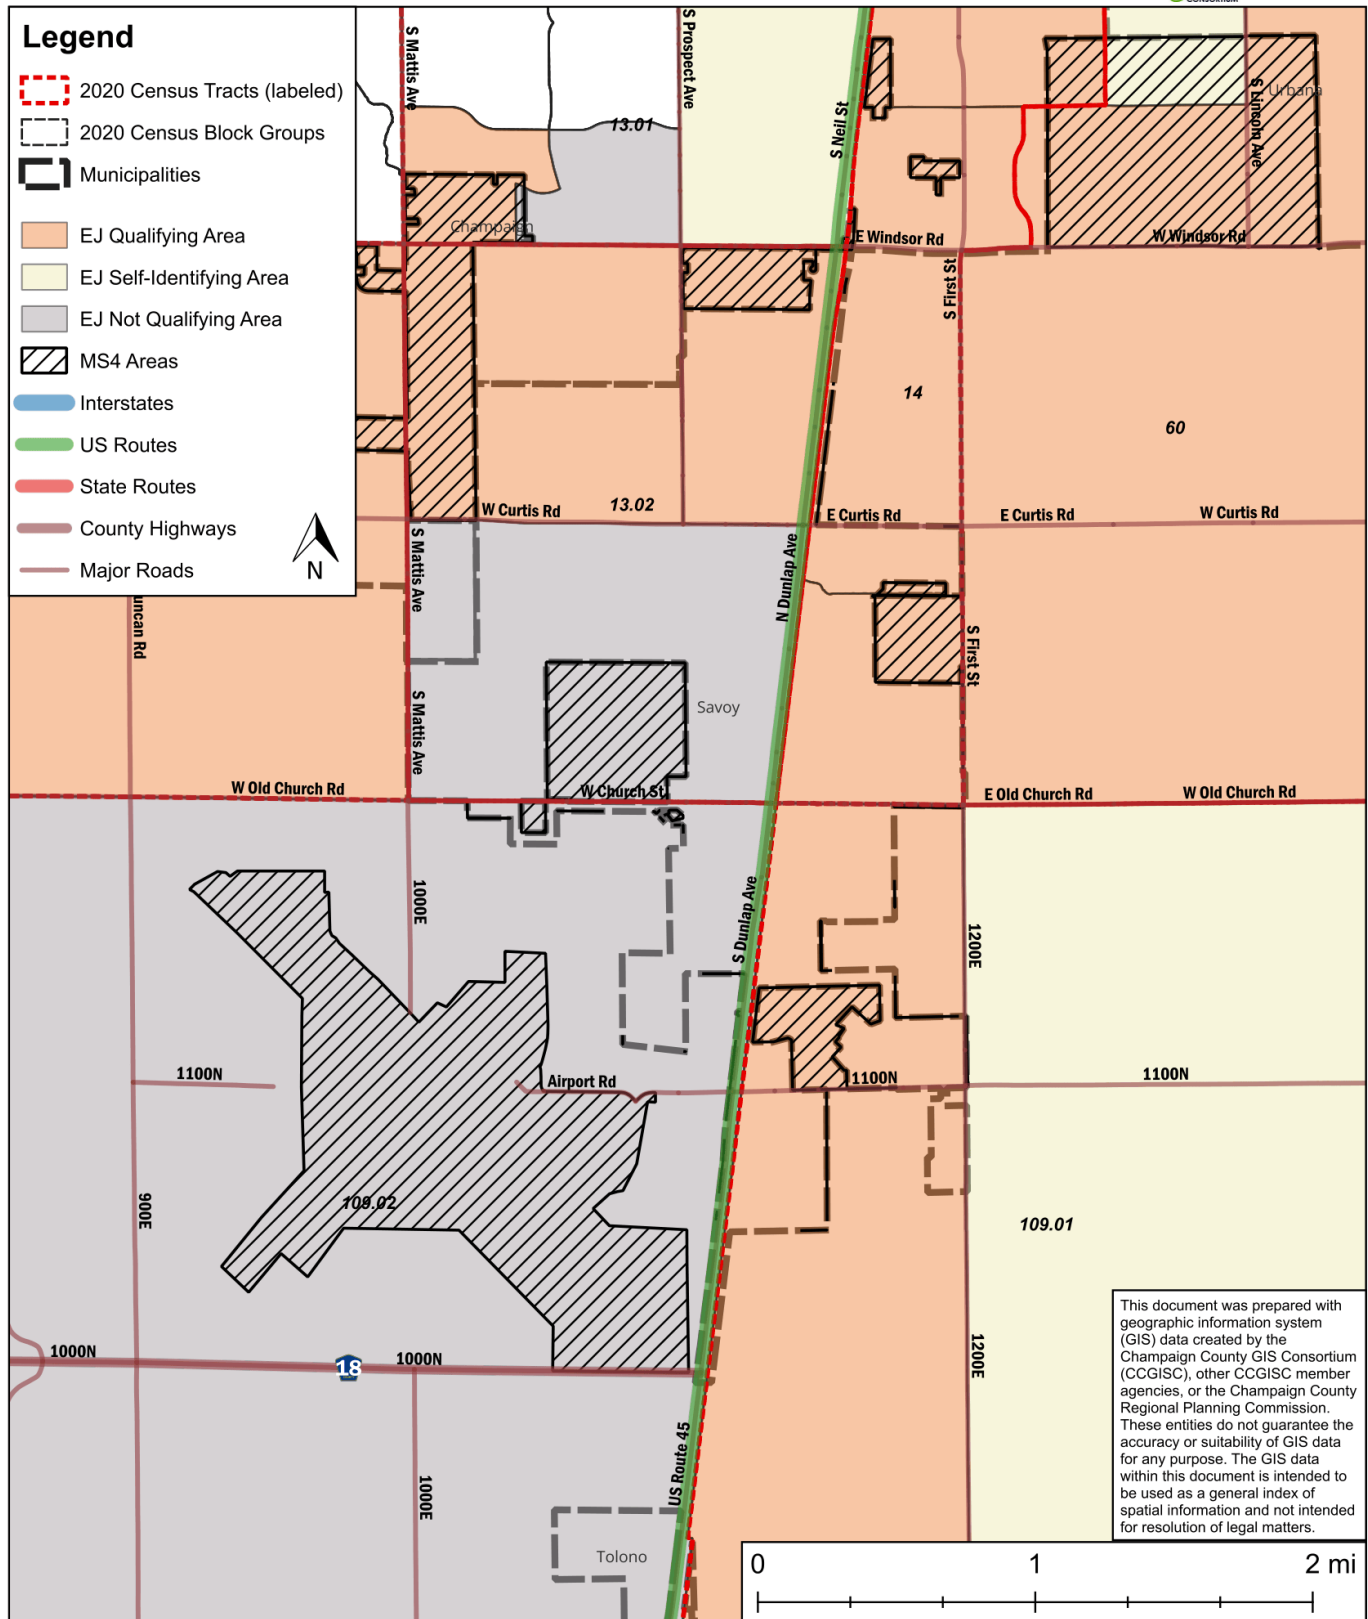 Legend
2020 Census Tracts (labeled)
2020 Census Block Groups
Municipalities
EJ Qualifying Area
EJ Self-Identifying Area
EJ Not Qualifying Area
MS4 Areas
Interstates
US Routes
State Routes
County Highways
Major Roads
N
S Mattis Ave
S Prospect Ave
S Neil St
13.01
Urbana
S Lincoln Ave
Champaign
E Windsor Rd
W Windsor Rd
S First St
14
60
13.02
W Curtis Rd
E Curtis Rd
E Curtis Rd
W Curtis Rd
S Mattis Ave
N Dunlap Ave
uncan Rd
S First St
S Mattis Ave
Savoy
W Old Church Rd
W Church St
E Old Church Rd
W Old Church Rd
1000E
S Dunlap Ave
1200E
1100N
Airport Rd
1100N
1100N
900E
109.02
109.01
1000N
18
1000N
1200E
US Route 45
1000E
Tolono
This document was prepared with
geographic information system
(GIS) data created by the
Champaign County GIS Consortium
(CCGISC), other CCGISC member
agencies, or the Champaign County
Regional Planning Commission.
These entities do not guarantee the
accuracy or suitability of GIS data
for any purpose. The GIS data
within this document is intended to
be used as a general index of
spatial information and not intended
for resolution of legal matters.
0 1 2 mi